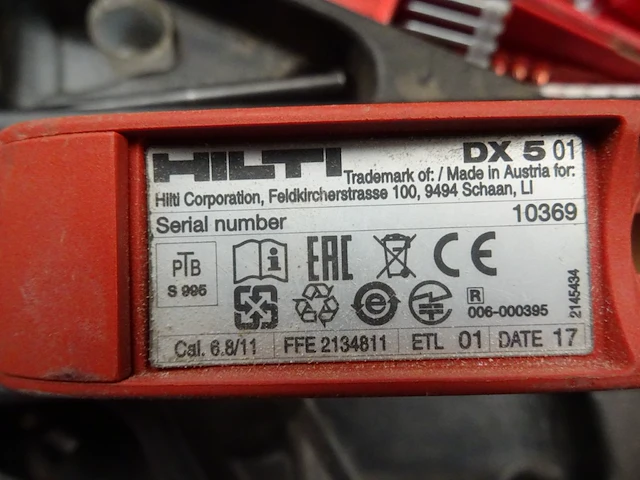 HILTI DX 5 01
Trademark of: / Made in Austria for:
Hilti Corporation, Feldkircherstrasse 100, 9494 Schaan, LI
Serial number 10369
PTB
S 995
i EAC CE
e
R
006-000395
2145434
Cal. 6.8/11 FFE 2134811 ETL 01 DATE 17